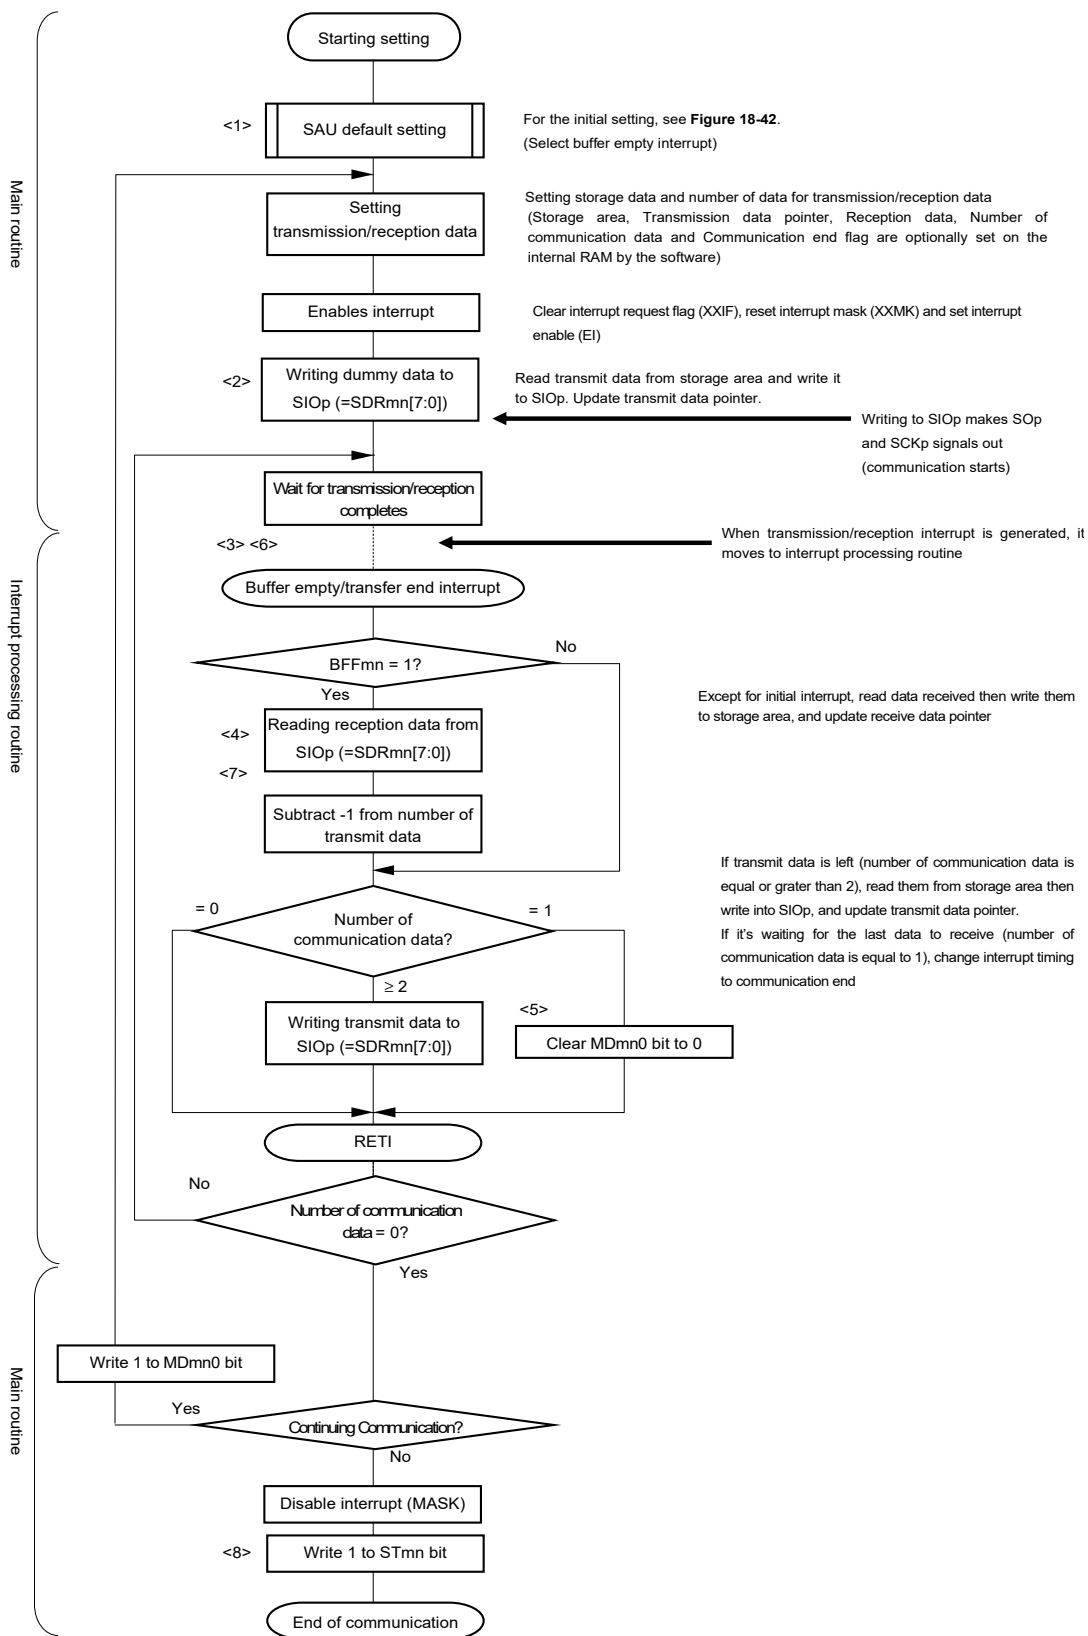 Starting setting
<1>
SAU default setting
For the initial setting, see Figure 18-42.
(Select buffer empty interrupt)
Main routine
Setting
transmission/reception data
Setting storage data and number of data for transmission/reception data
(Storage area, Transmission data pointer, Reception data, Number of
communication data and Communication end flag are optionally set on the
internal RAM by the software)
Enables interrupt
Clear interrupt request flag (XXIF), reset interrupt mask (XXMK) and set interrupt
enable (EI)
<2>
Writing dummy data to
SIOp (=SDRmn[7:0])
Read transmit data from storage area and write it
to SIOp. Update transmit data pointer.
Writing to SIOp makes SOp
and SCKp signals out
(communication starts)
Wait for transmission/reception
completes
<3> <6>
When transmission/reception interrupt is generated, it
moves to interrupt processing routine
Interrupt processing routine
Buffer empty/transfer end interrupt
BFFmn = 1?
No
Yes
Except for initial interrupt, read data received then write them
to storage area, and update receive data pointer
<4>
Reading reception data from
SIOp (=SDRmn[7:0])
<7>
Subtract -1 from number of
transmit data
= 0
Number of
communication data?
= 1
≥ 2
If transmit data is left (number of communication data is
equal or grater than 2), read them from storage area then
write into SIOp, and update transmit data pointer.
If it's waiting for the last data to receive (number of
communication data is equal to 1), change interrupt timing
to communication end
Writing transmit data to
SIOp (=SDRmn[7:0])
<5>
Clear MDmn0 bit to 0
RETI
No
Number of communication
data = 0?
Yes
Main routine
Write 1 to MDmn0 bit
Yes
Continuing Communication?
No
Disable interrupt (MASK)
<8>
Write 1 to STmn bit
End of communication